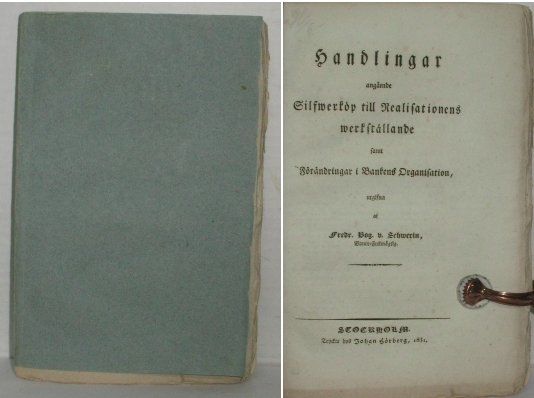 Handlingar
angående
Silfwerköp till Realisationens
werkställande
samt
Förändringar i Bankens Organisation,
utgifna
af
Fredr. Bog. v. Schwerin,
STOCKHOLM.
Tryckte hos Johan Hörberg, 1831.